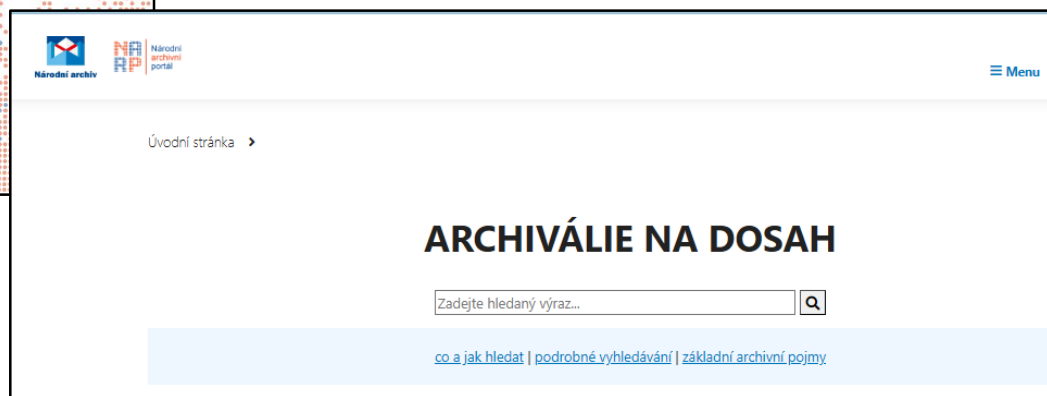 Národní archiv
NA
RP
Národní
archivní
portál
☰ Menu
Úvodní stránka >
ARCHIVÁLIE NA DOSAH
Zadejte hledaný výraz...
co a jak hledat | podrobné vyhledávání | základní archivní pojmy